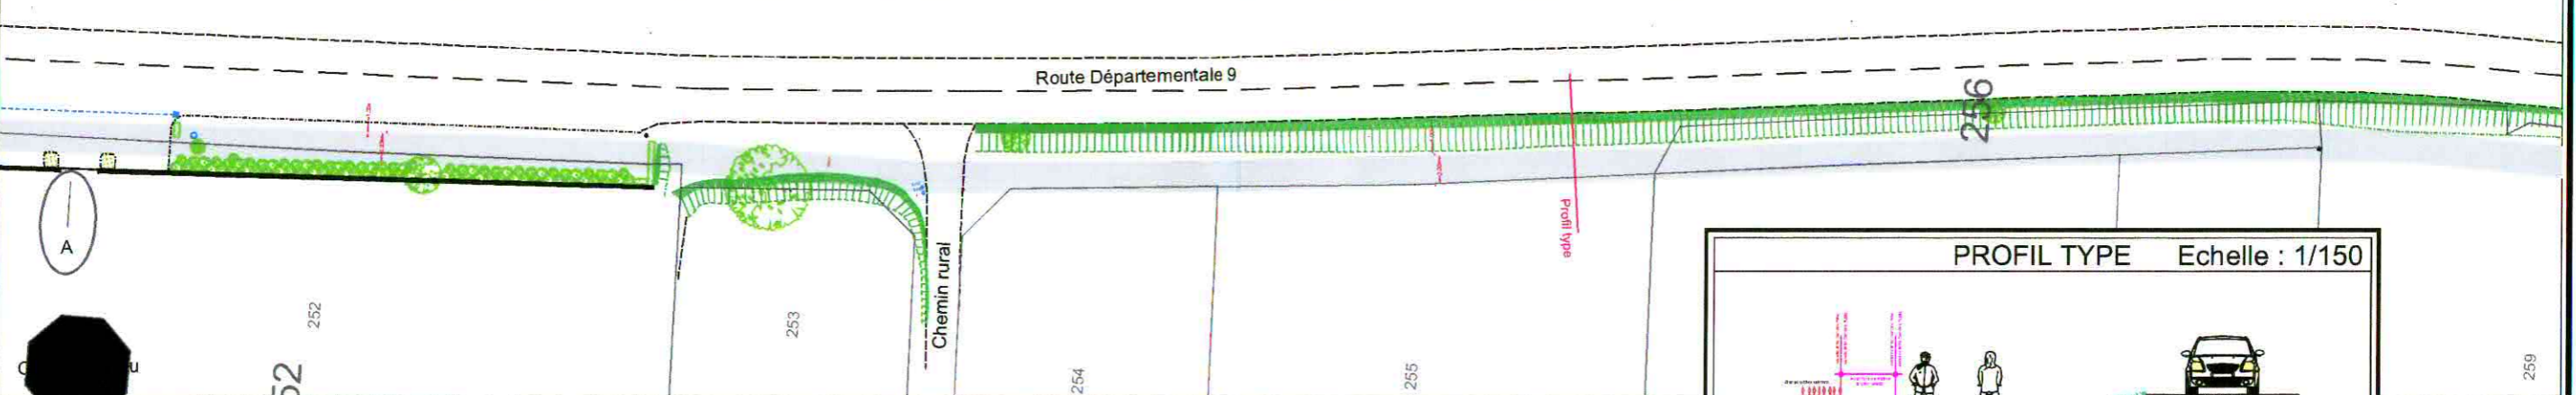 Route Départementale 9
256
Profil type
A
Chemin rural
PROFIL TYPE Echelle : 1/150
252
253
254
255
259
52